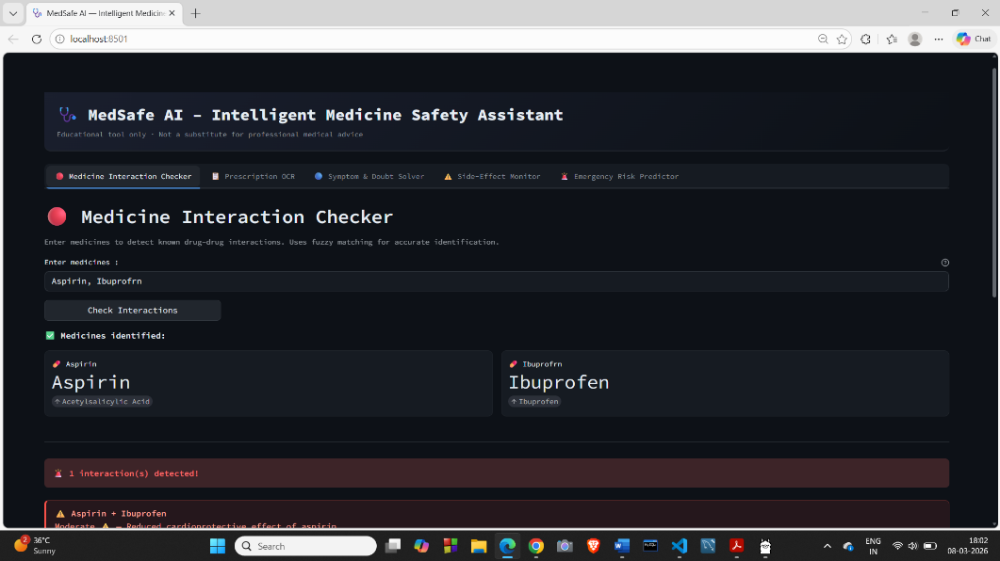 MedSafe AI — Intelligent Medicine
localhost:8501
Chat
MedSafe AI – Intelligent Medicine Safety Assistant
Educational tool only · Not a substitute for professional medical advice
Medicine Interaction Checker
Prescription OCR
Symptom & Doubt Solver
Side-Effect Monitor
Emergency Risk Predictor
Medicine Interaction Checker
Enter medicines to detect known drug-drug interactions. Uses fuzzy matching for accurate identification.
Enter medicines :
Aspirin, Ibuprofrn
Check Interactions
Medicines identified:
Aspirin
Aspirin
↑ Acetylsalicylic Acid
Ibuprofrn
Ibuprofen
↑ Ibuprofen
1 interaction(s) detected!
Aspirin + Ibuprofen
Moderate ⚠ — Reduced cardioprotective effect of aspirin
2
36°C
Sunny
Search
ENG
IN
18:02
08-03-2026